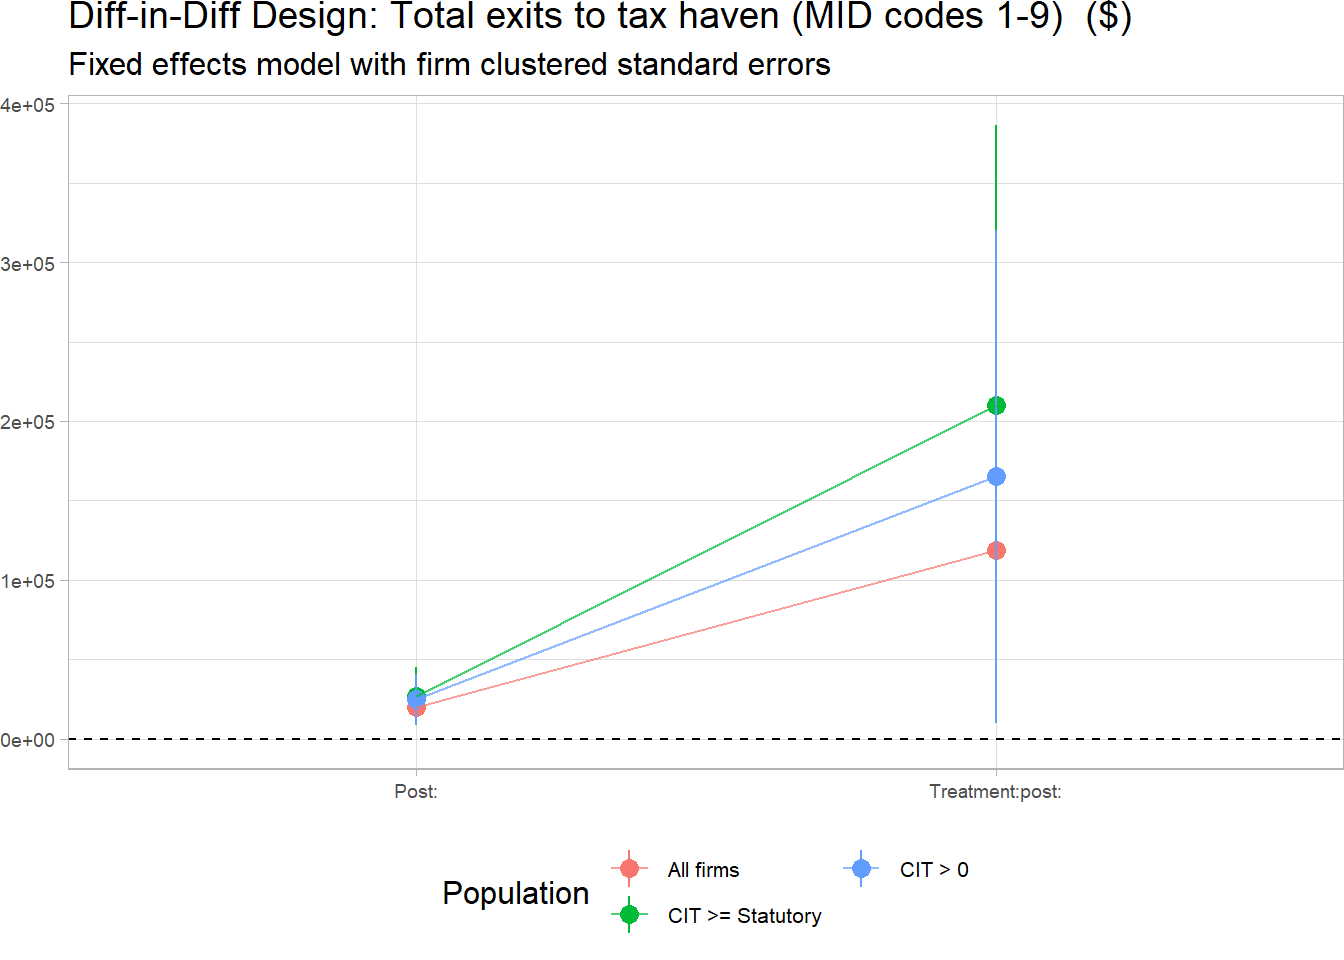 Diff-in-Diff Design: Total exits to tax haven (MID codes 1-9)  ($)
Fixed effects model with firm clustered standard errors
4e+05
3e+05
2e+05
1e+05
0e+00
Post:
Treatment:post:
Population
All firms
CIT > 0
CIT >= Statutory